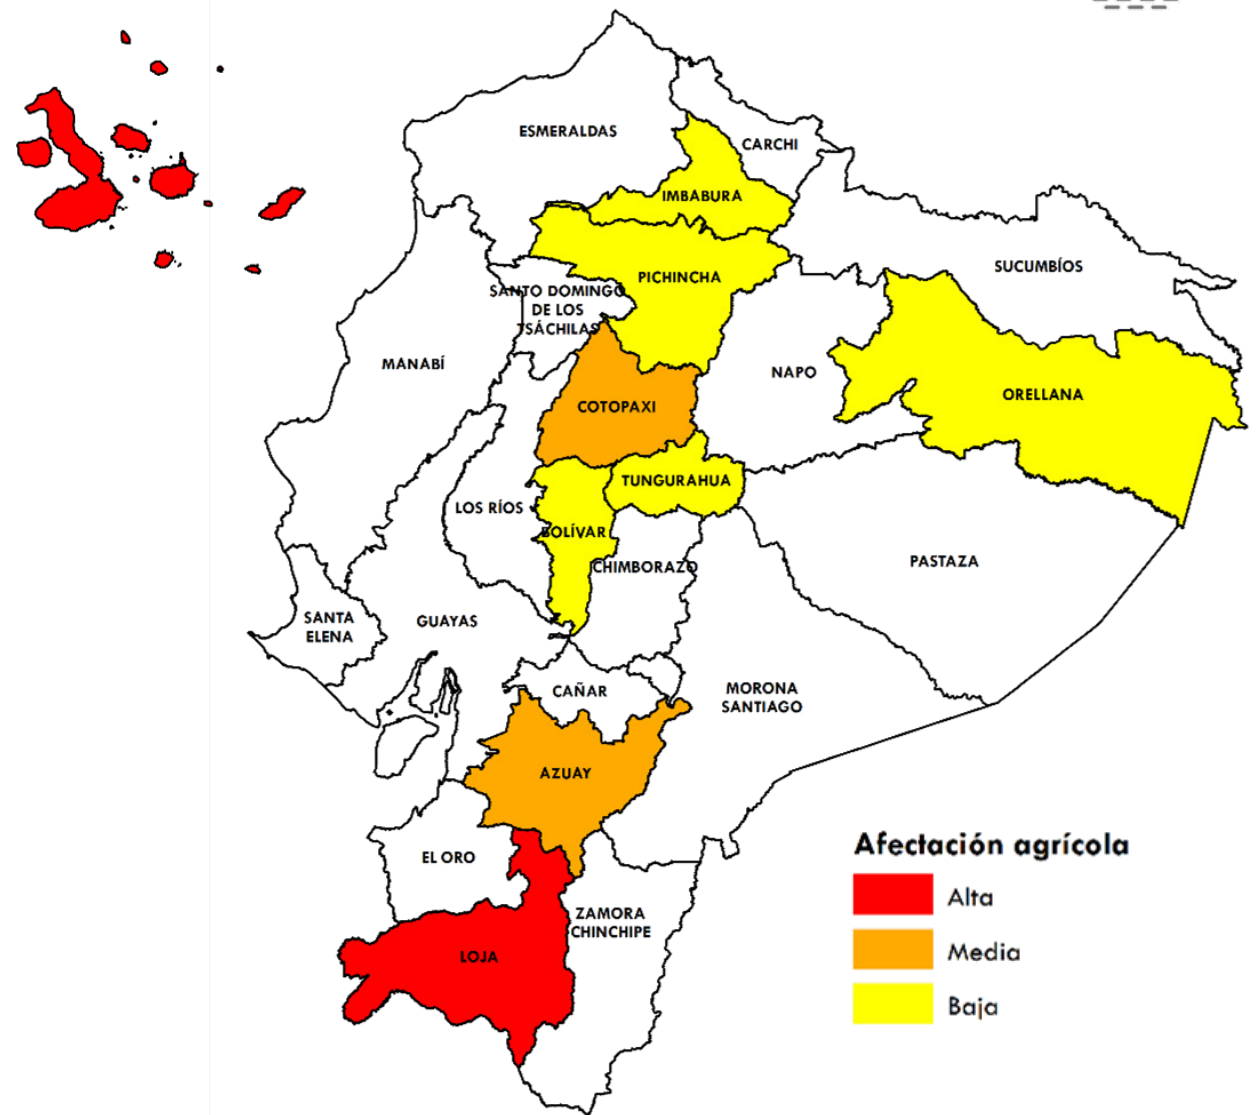 ESMERALDAS
CARCHI
IMBABURA
SUCUMBÍOS
PICHINCHA
SANTO DOMINGO
DE LOS
TSÁCHILAS
MANABÍ
NAPO
ORELLANA
COTOPAXI
TUNGURAHUA
LOS RÍOS
BOLÍVAR
CHIMBORAZO
PASTAZA
SANTA
ELENA
GUAYAS
CAÑAR
MORONA
SANTIAGO
AZUAY
EL ORO
ZAMORA
CHINCHIPE
LOJA
Afectación agrícola
Alta
Media
Baja